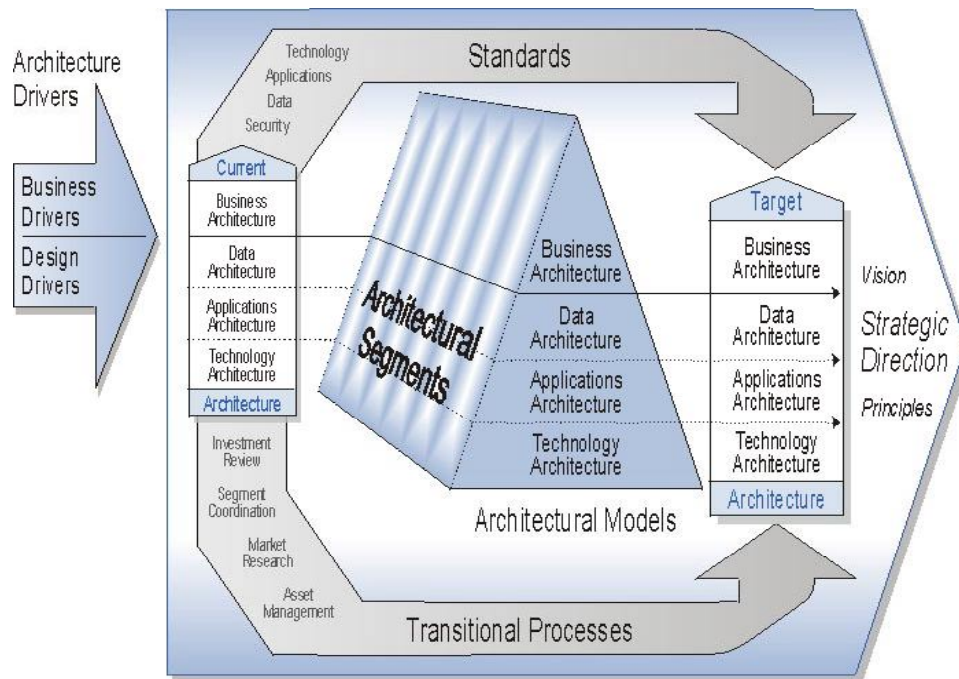 Architecture
Drivers
Business
Drivers
Design
Drivers
Technology
Applications
Data
Security
Standards
Current
Business
Architecture
Data
Architecture
Applications
Architecture
Technology
Architecture
Architecture
Architectural
Segments
Business
Architecture
Data
Architecture
Applications
Architecture
Technology
Architecture
Architectural Models
Target
Business
Architecture
Data
Architecture
Applications
Architecture
Technology
Architecture
Architecture
Vision
Strategic
Direction
Principles
Investment
Review
Segment
Coordination
Market
Research
Asset
Management
Transitional Processes